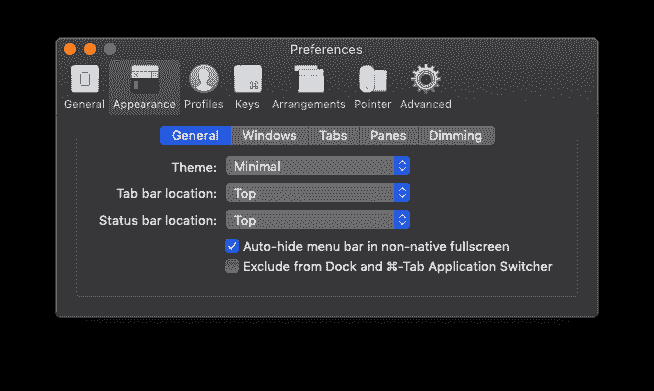 Preferences
General Appearance Profiles Keys Arrangements Pointer Advanced
General Windows Tabs Panes Dimming
Theme: Minimal
Tab bar location: Top
Status bar location: Top
Auto-hide menu bar in non-native fullscreen
Exclude from Dock and ⌘-Tab Application Switcher